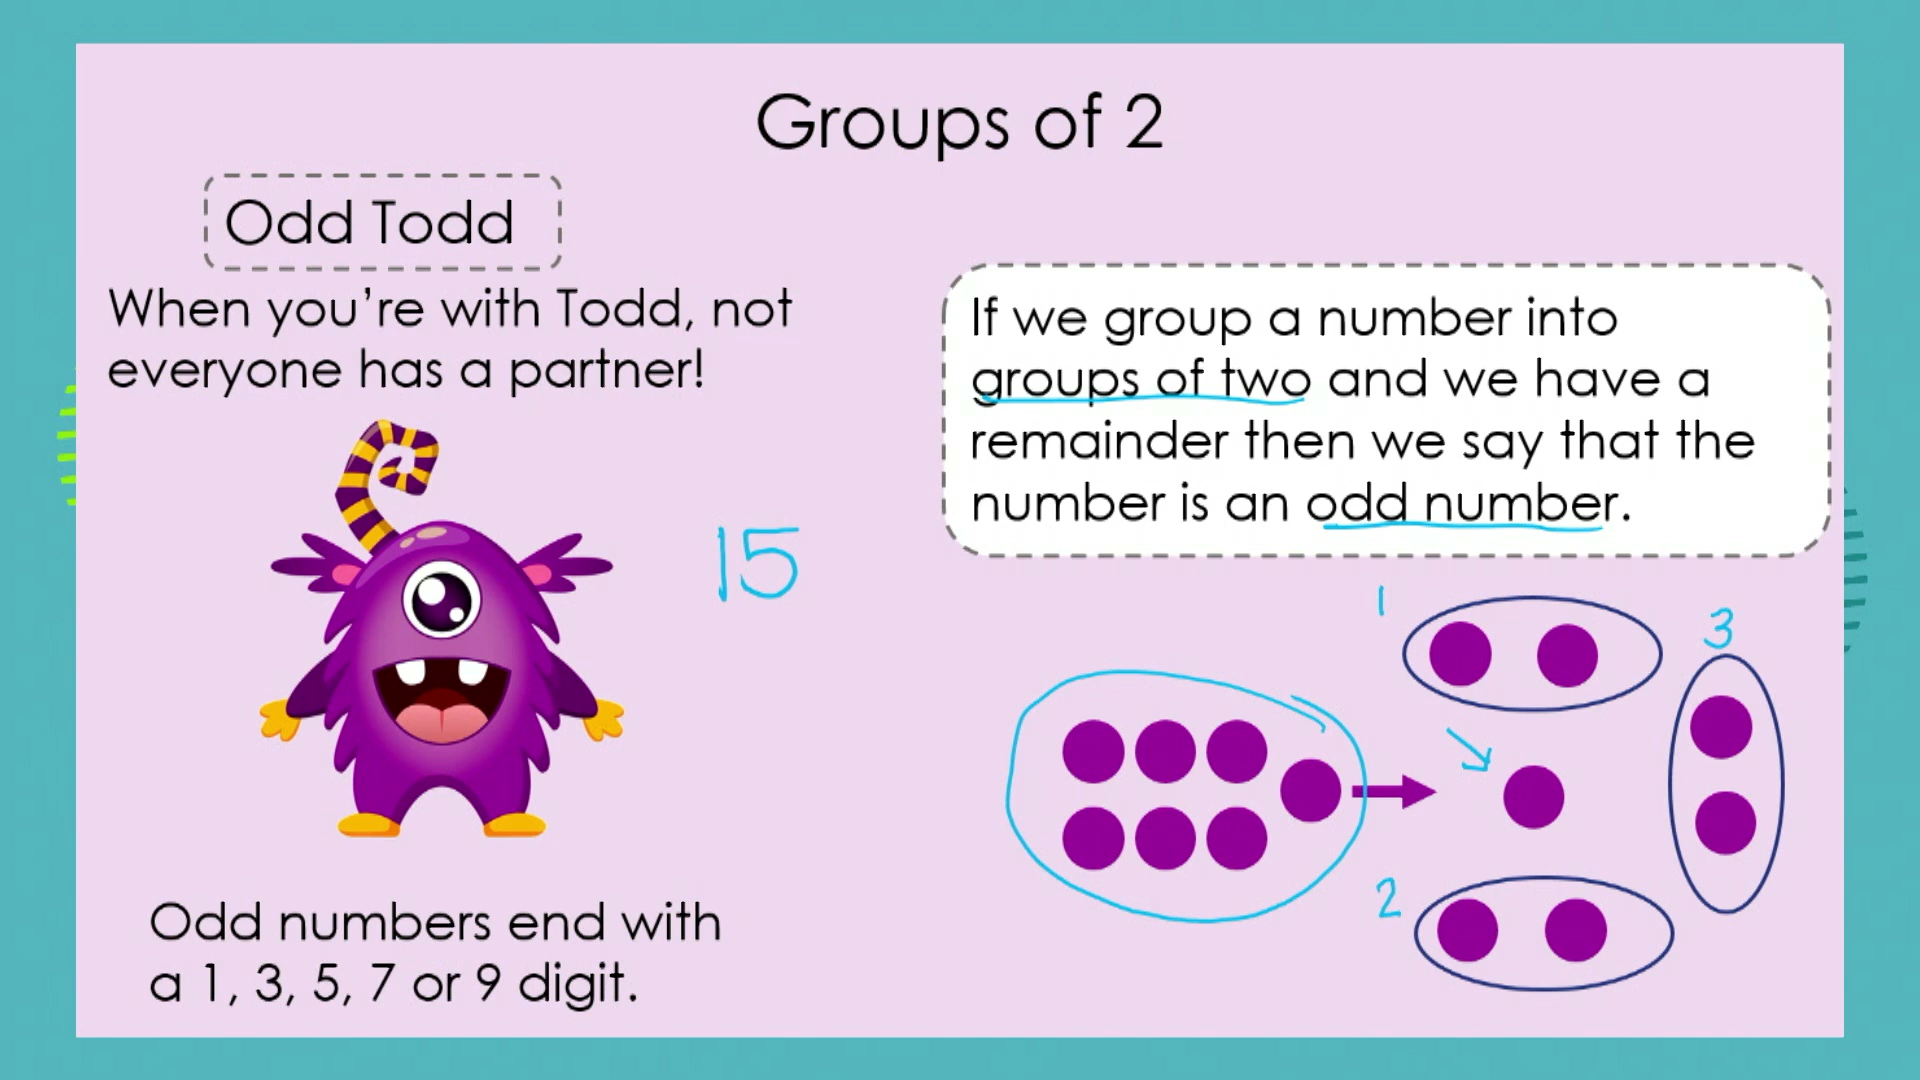 Groups of 2
Odd Todd
When you’re with Todd, not
everyone has a partner!
15
Odd numbers end with
a 1, 3, 5, 7 or 9 digit.
If we group a number into
groups of two and we have a
remainder then we say that the
number is an odd number.
1
3
2